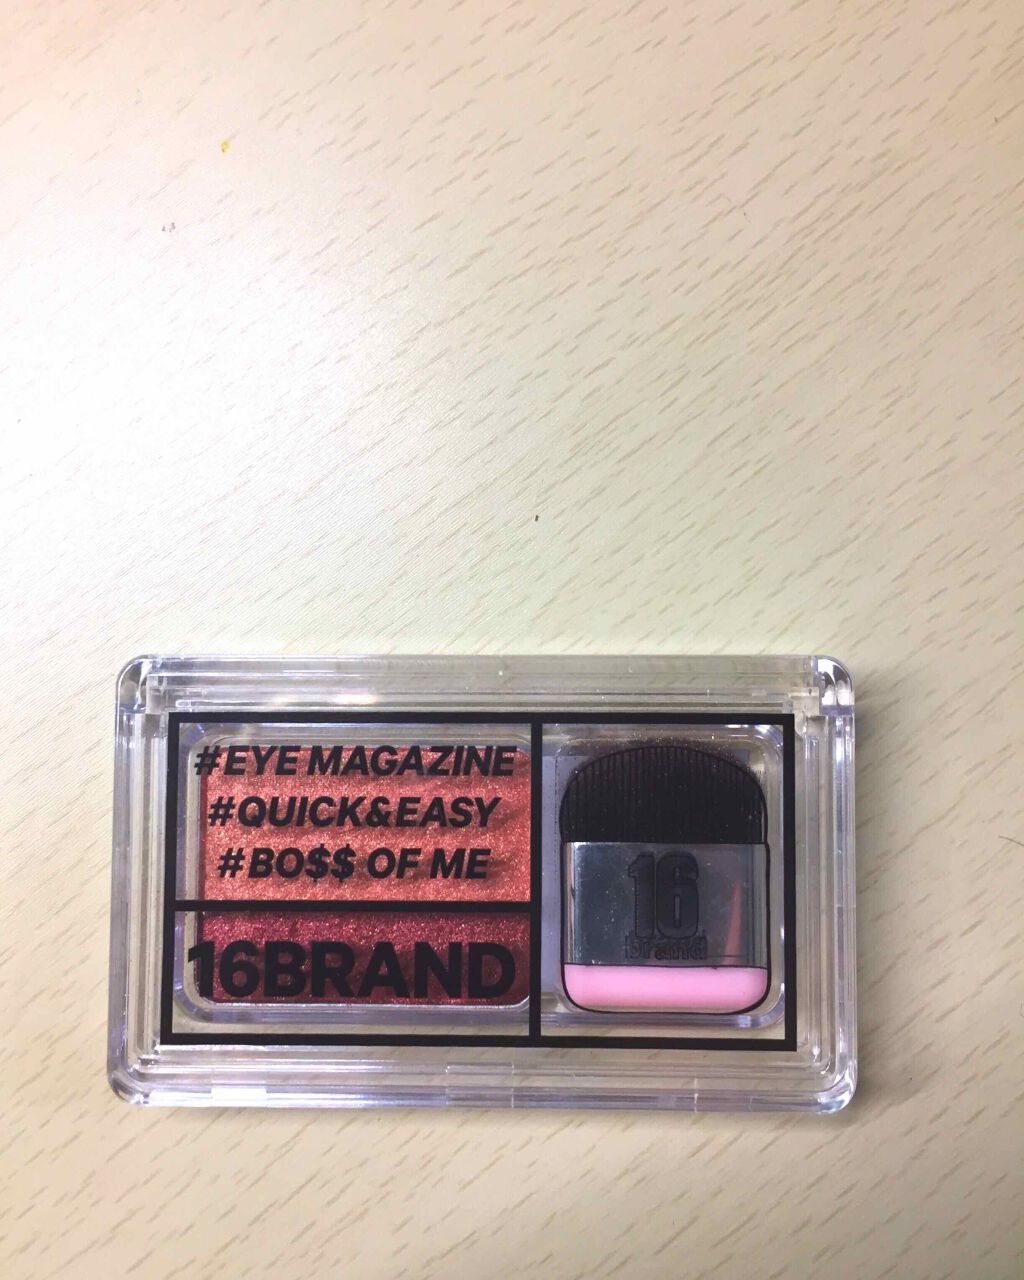 #EYE MAGAZINE
#QUICK&EASY
#BO$$ OF ME
16BRAND
16
brand